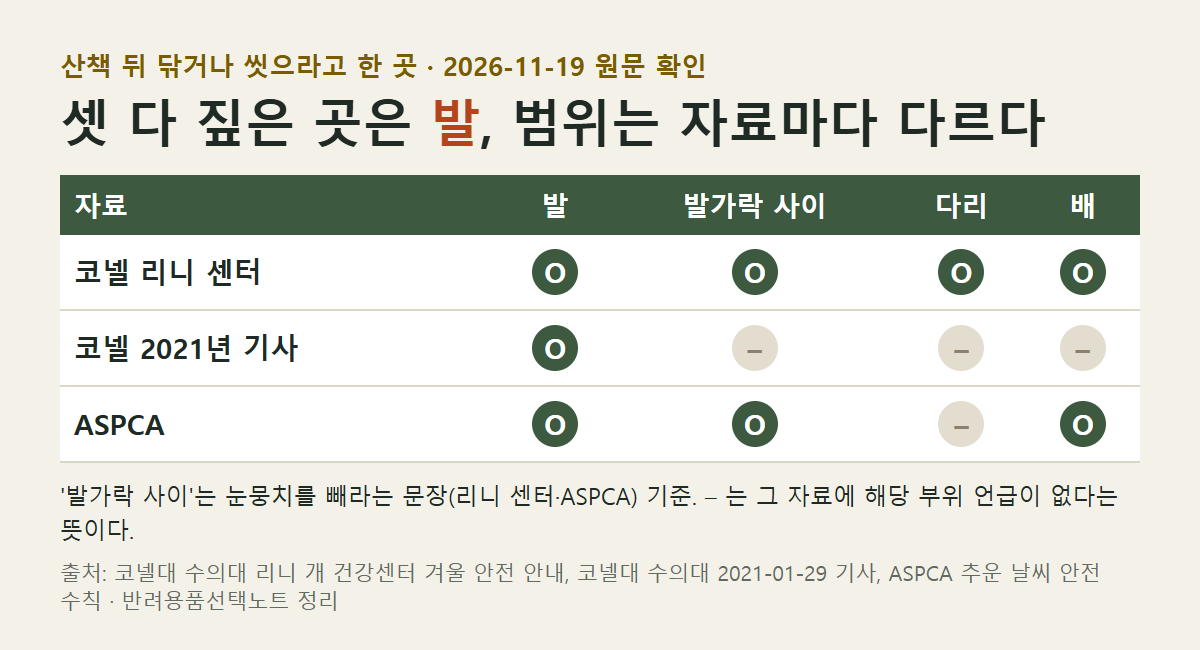 산책 뒤 닦거나 씻으라고 한 곳 · 2026-11-19 원문 확인
셋 다 짚은 곳은 발, 범위는 자료마다 다르다
자료 발 발가락 사이 다리 배
코넬 리니 센터 O O O O
코넬 2021년 기사 O – – –
ASPCA O O – O
'발가락 사이'는 눈뭉치를 빼라는 문장(리니 센터·ASPCA) 기준. – 는 그 자료에 해당 부위 언급이 없다는
뜻이다.
출처: 코넬대 수의대 리니 개 건강센터 겨울 안전 안내, 코넬대 수의대 2021-01-29 기사, ASPCA 추운 날씨 안전
수칙 · 반려용품선택노트 정리